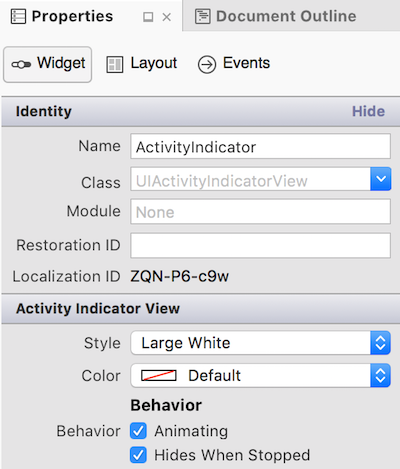 Properties Document Outline
Widget Layout Events
Identity Hide
Name ActivityIndicator
Class UIActivityIndicatorView
Module None
Restoration ID
Localization ID ZQN-P6-c9w
Activity Indicator View
Style Large White
Color Default
Behavior
Behavior Animating
Hides When Stopped